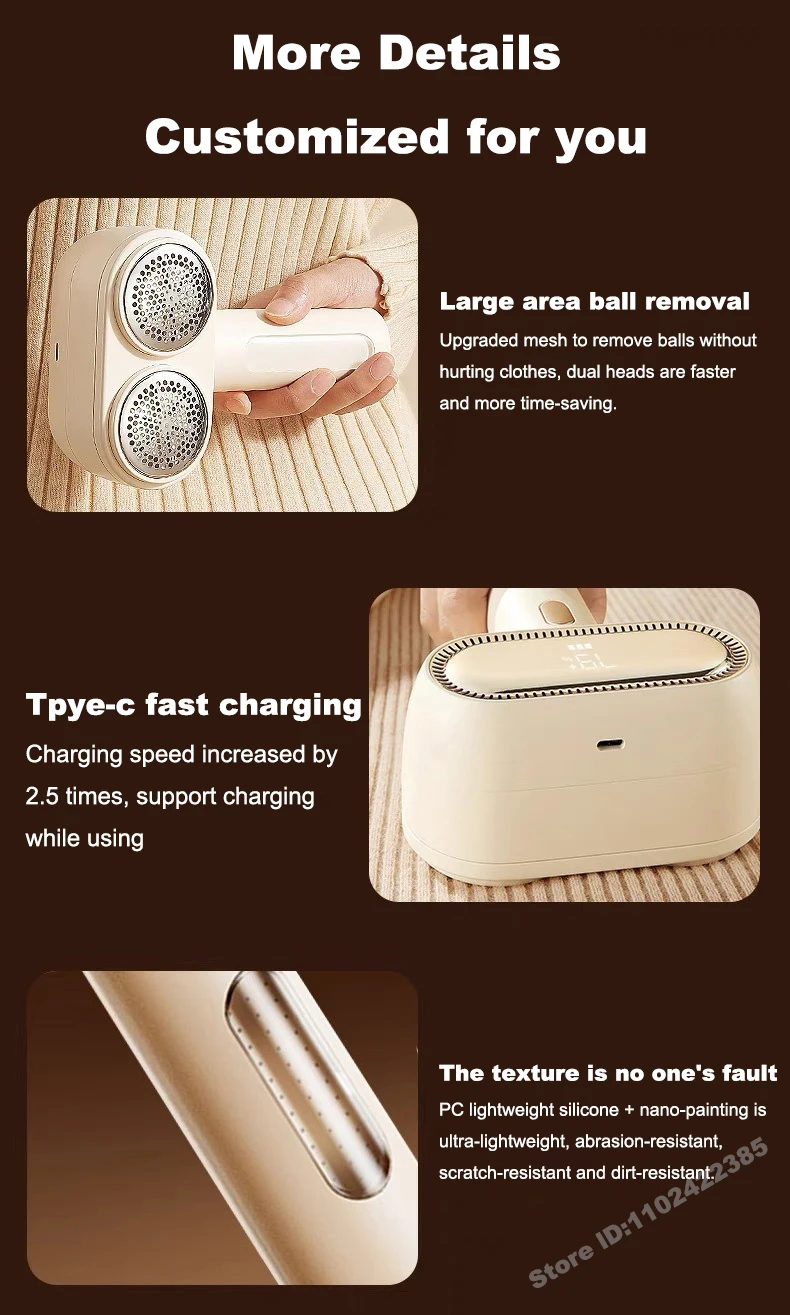 More Details
Customized for you
Large area ball removal
Upgraded mesh to remove balls without
hurting clothes, dual heads are faster
and more time-saving.
Tpye-c fast charging
Charging speed increased by
2.5 times, support charging
while using
The texture is no one's fault
PC lightweight silicone + nano-painting is
ultra-lightweight, abrasion-resistant,
scratch-resistant and dirt-resistant.
Store ID:1102422385